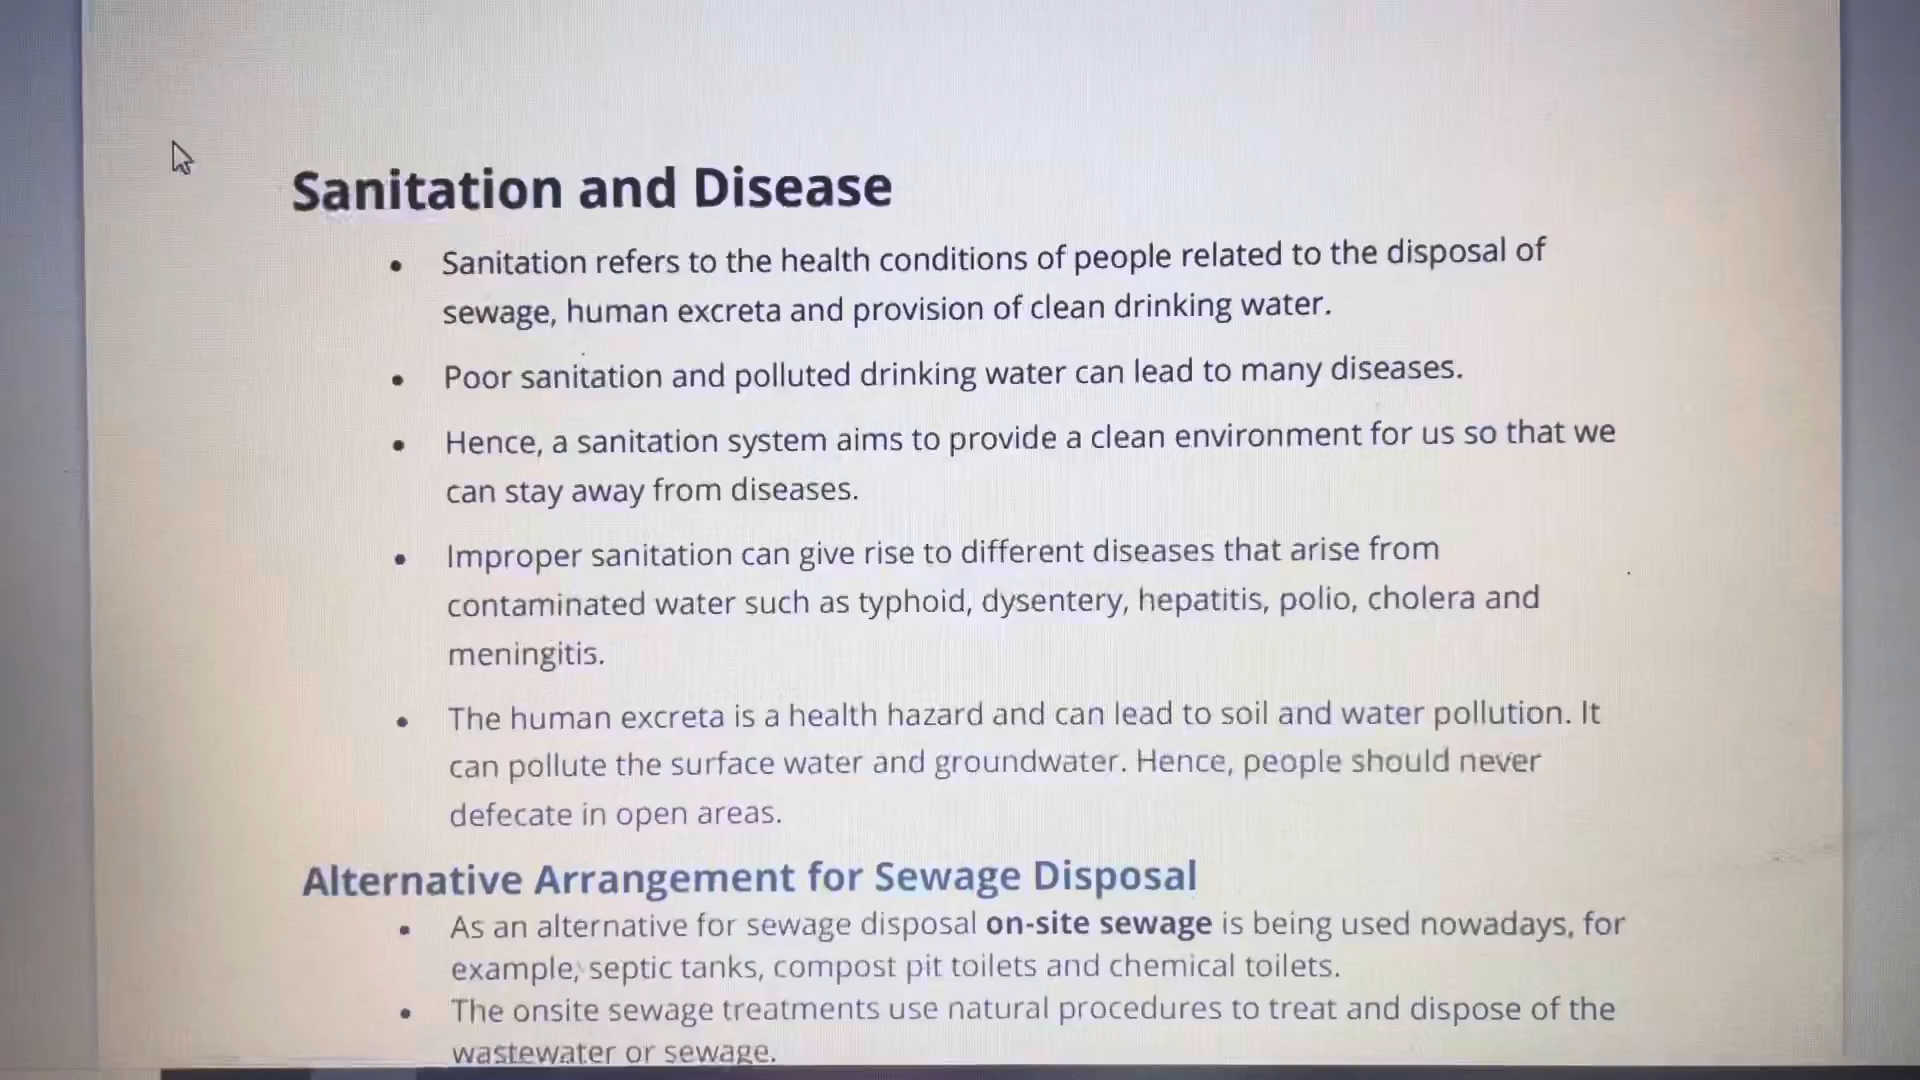 Sanitation and Disease
• Sanitation refers to the health conditions of people related to the disposal of
sewage, human excreta and provision of clean drinking water.
• Poor sanitation and polluted drinking water can lead to many diseases.
• Hence, a sanitation system aims to provide a clean environment for us so that we
can stay away from diseases.
• Improper sanitation can give rise to different diseases that arise from
contaminated water such as typhoid, dysentery, hepatitis, polio, cholera and
meningitis.
• The human excreta is a health hazard and can lead to soil and water pollution. It
can pollute the surface water and groundwater. Hence, people should never
defecate in open areas.
Alternative Arrangement for Sewage Disposal
• As an alternative for sewage disposal on-site sewage is being used nowadays, for
example, septic tanks, compost pit toilets and chemical toilets.
• The onsite sewage treatments use natural procedures to treat and dispose of the
wastewater or sewage.